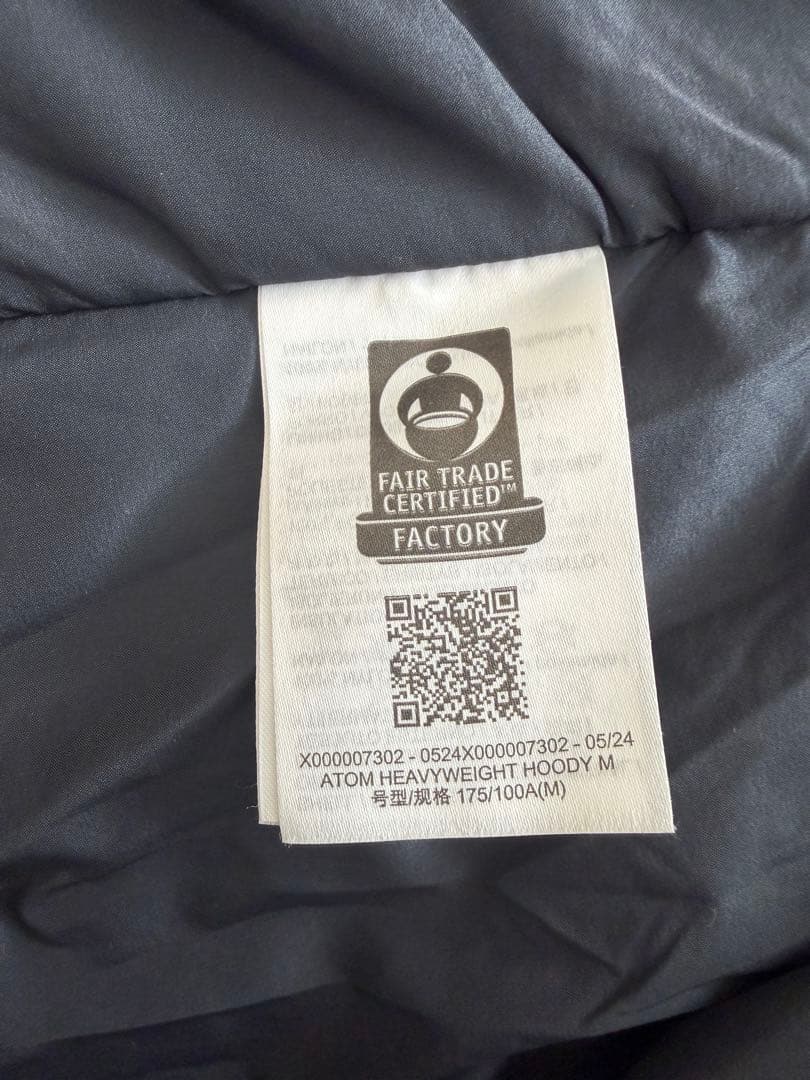 FAIR TRADE
CERTIFIED™
FACTORY
X000007302 - 0524X000007302 - 05/24
ATOM HEAVYWEIGHT HOODY M
号型/规格 175/100A(M)